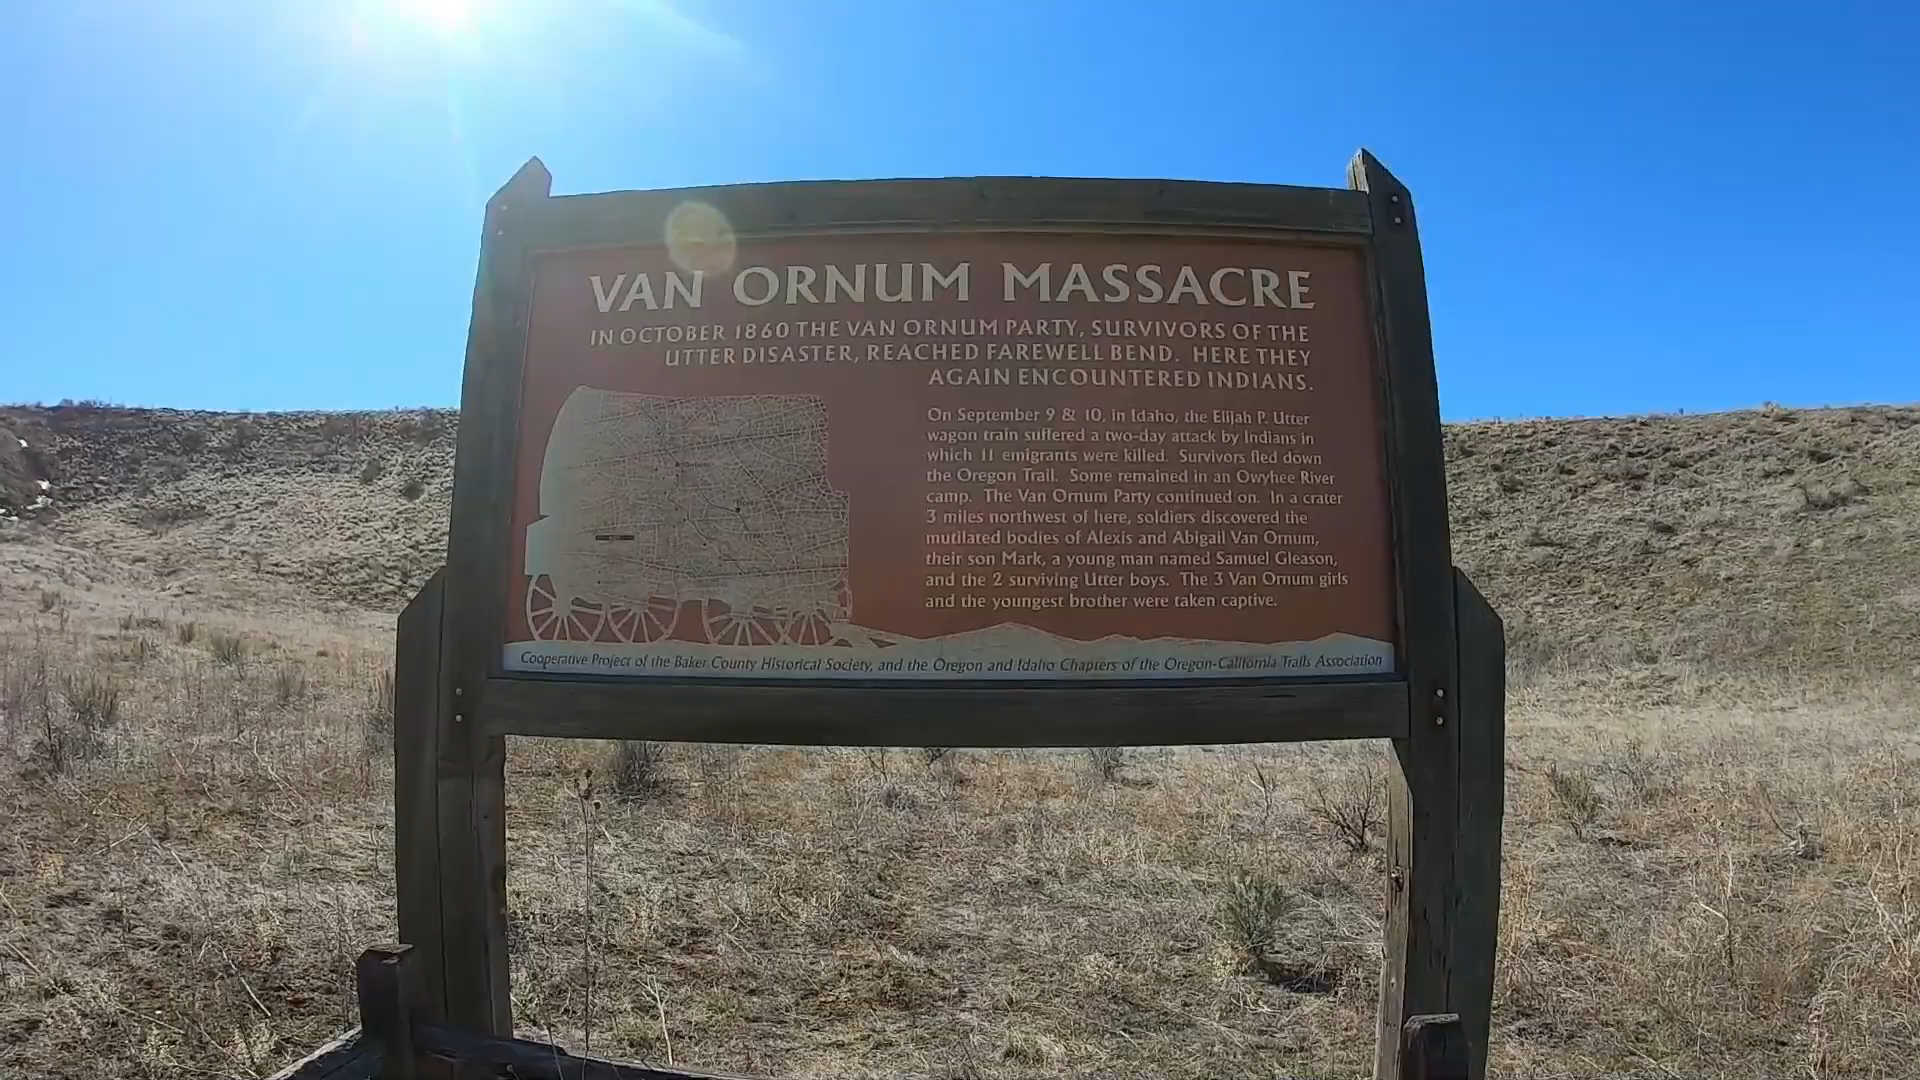 VAN ORNUM MASSACRE
IN OCTOBER 1860 THE VAN ORNUM PARTY, SURVIVORS OF THE
UTTER DISASTER, REACHED FAREWELL BEND. HERE THEY
AGAIN ENCOUNTERED INDIANS.
On September 9 & 10, in Idaho, the Elijah P. Utter
wagon train suffered a two-day attack by Indians in
which 11 emigrants were killed. Survivors fled down
the Oregon Trail. Some remained in an Owyhee River
camp. The Van Ornum Party continued on. In a crater
3 miles northwest of here, soldiers discovered the
mutilated bodies of Alexis and Abigail Van Ornum,
their son Mark, a young man named Samuel Gleason,
and the 2 surviving Utter boys. The 3 Van Ornum girls
and the youngest brother were taken captive.
Cooperative Project of the Baker County Historical Society, and the Oregon and Idaho Chapters of the Oregon-California Trails Association